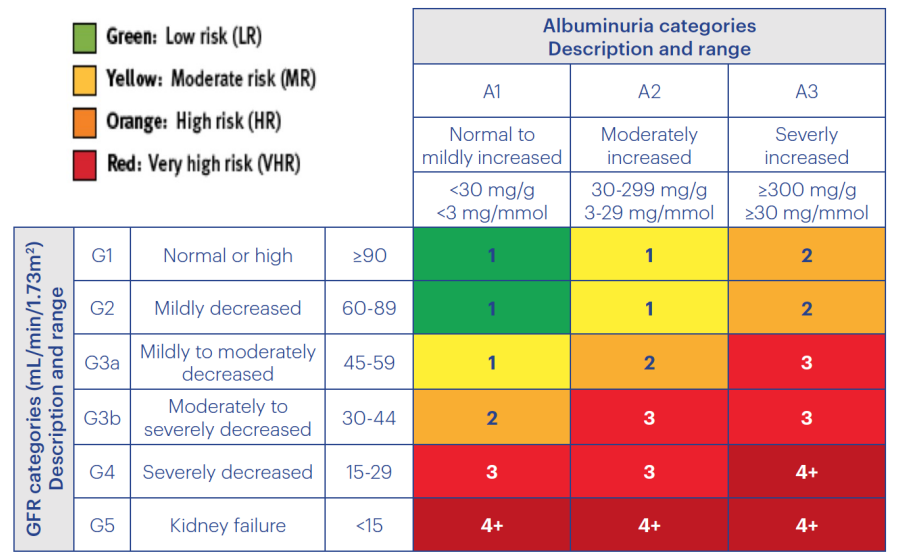 Green: Low risk (LR)
Yellow: Moderate risk (MR)
Orange: High risk (HR)
Red: Very high risk (VHR)
Albuminuria categories
Description and range
A1 A2 A3
Normal to mildly increased Moderately increased Severly increased
<30 mg/g 30-299 mg/g ≥300 mg/g
<3 mg/mmol 3-29 mg/mmol ≥30 mg/mmol
GFR categories (mL/min/1.73m²)
Description and range
G1 Normal or high ≥90 1 1 2
G2 Mildly decreased 60-89 1 1 2
G3a Mildly to moderately decreased 45-59 1 2 3
G3b Moderately to severely decreased 30-44 2 3 3
G4 Severely decreased 15-29 3 3 4+
G5 Kidney failure <15 4+ 4+ 4+